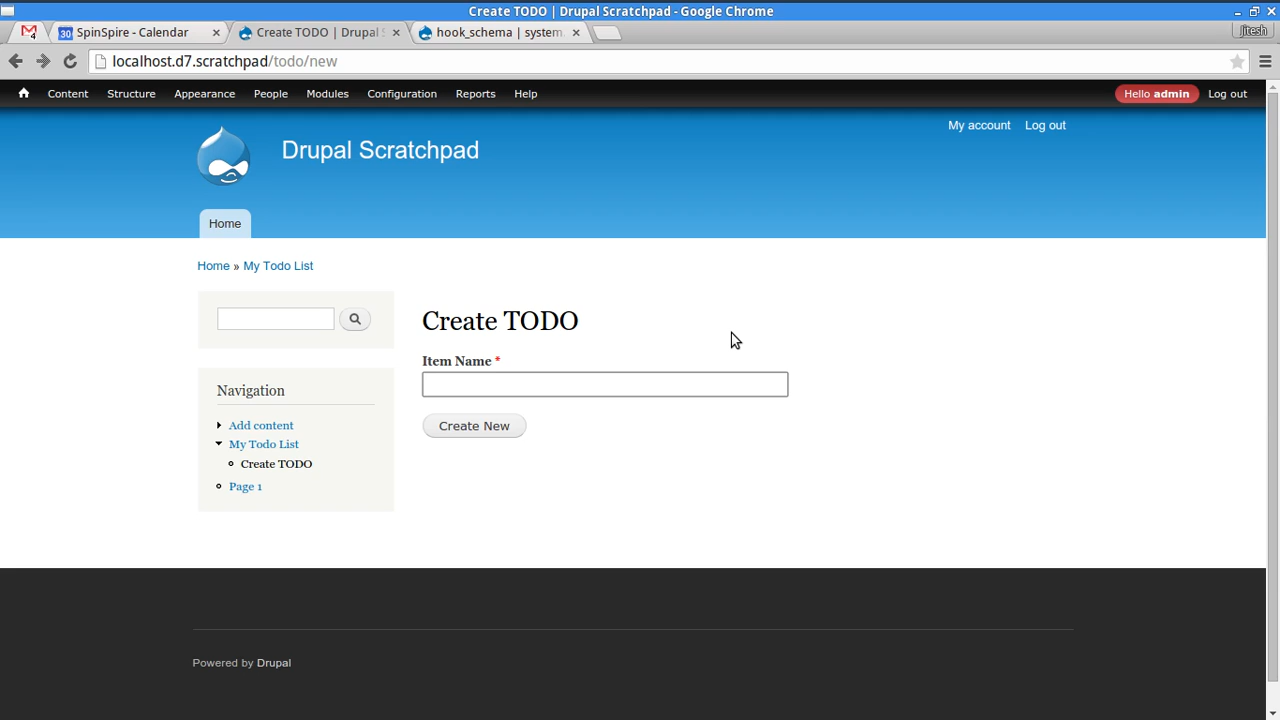 Create TODO | Drupal Scratchpad - Google Chrome
4
30 SpinSpire - Calendar
Create TODO | Drupal S
hook_schema | system.
Jitesh
localhost.d7.scratchpad/todo/new
Content Structure Appearance People Modules Configuration Reports Help
Hello admin Log out
My account Log out
Drupal Scratchpad
Home
Home » My Todo List
Create TODO
Item Name *
Create New
Navigation
Add content
My Todo List
Create TODO
Page 1
Powered by Drupal